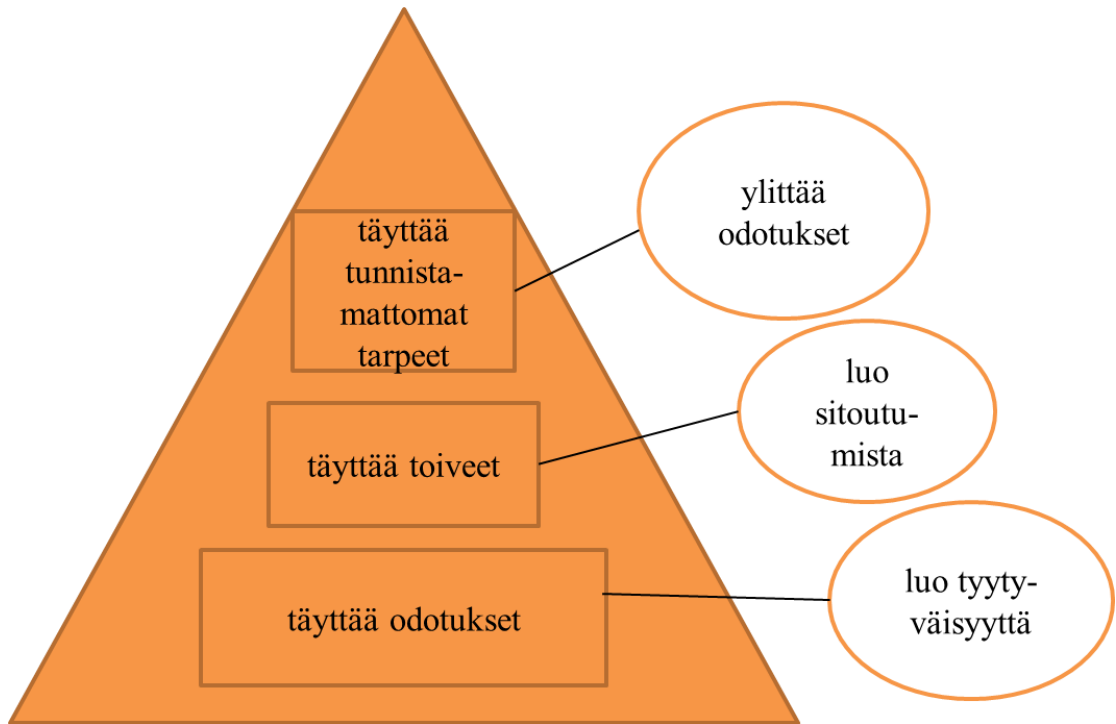 täyttää
tunnista-
mattomat
tarpeet
ylittää
odotukset
täyttää toiveet
luo
sitoutu-
mista
täyttää odotukset
luo tyyty-
väisyyttä